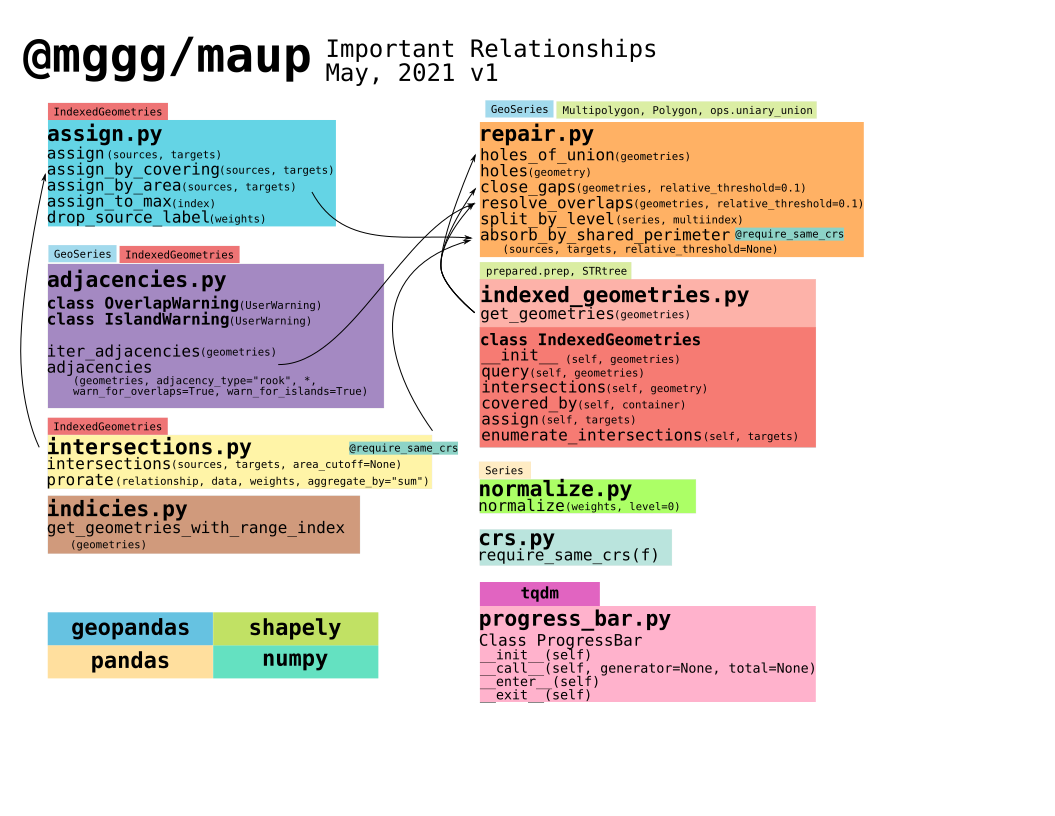 @mggg/maup
Important Relationships
May, 2021 v1
IndexedGeometries
assign.py
assign(sources, targets)
assign_by_covering(sources, targets)
assign_by_area(sources, targets)
assign_to_max(index)
drop_source_label(weights)
GeoSeries IndexedGeometries
adjacencies.py
class OverlapWarning(UserWarning)
class IslandWarning(UserWarning)
iter_adjacencies(geometries)
adjacencies
(geometries, adjacency_type="rook", *,
warn_for_overlaps=True, warn_for_islands=True)
IndexedGeometries
intersections.py @require_same_crs
intersections(sources, targets, area_cutoff=None)
prorate(relationship, data, weights, aggregate_by="sum")
indicies.py
get_geometries_with_range_index
(geometries)
geopandas shapely
pandas numpy
GeoSeries Multipolygon, Polygon, ops.uniary_union
repair.py
holes_of_union(geometries)
holes(geometry)
close_gaps(geometries, relative_threshold=0.1)
resolve_overlaps(geometries, relative_threshold=0.1)
split_by_level(series, multiindex)
absorb_by_shared_perimeter @require_same_crs
(sources, targets, relative_threshold=None)
prepared.prep, STRtree
indexed_geometries.py
get_geometries(geometries)
class IndexedGeometries
__init__ (self, geometries)
query(self, geometries)
intersections(self, geometry)
covered_by(self, container)
assign(self, targets)
enumerate_intersections(self, targets)
Series
normalize.py
normalize(weights, level=0)
crs.py
require_same_crs(f)
tqdm
progress_bar.py
Class ProgressBar
__init__(self)
__call__(self, generator=None, total=None)
__enter__(self)
__exit__(self)